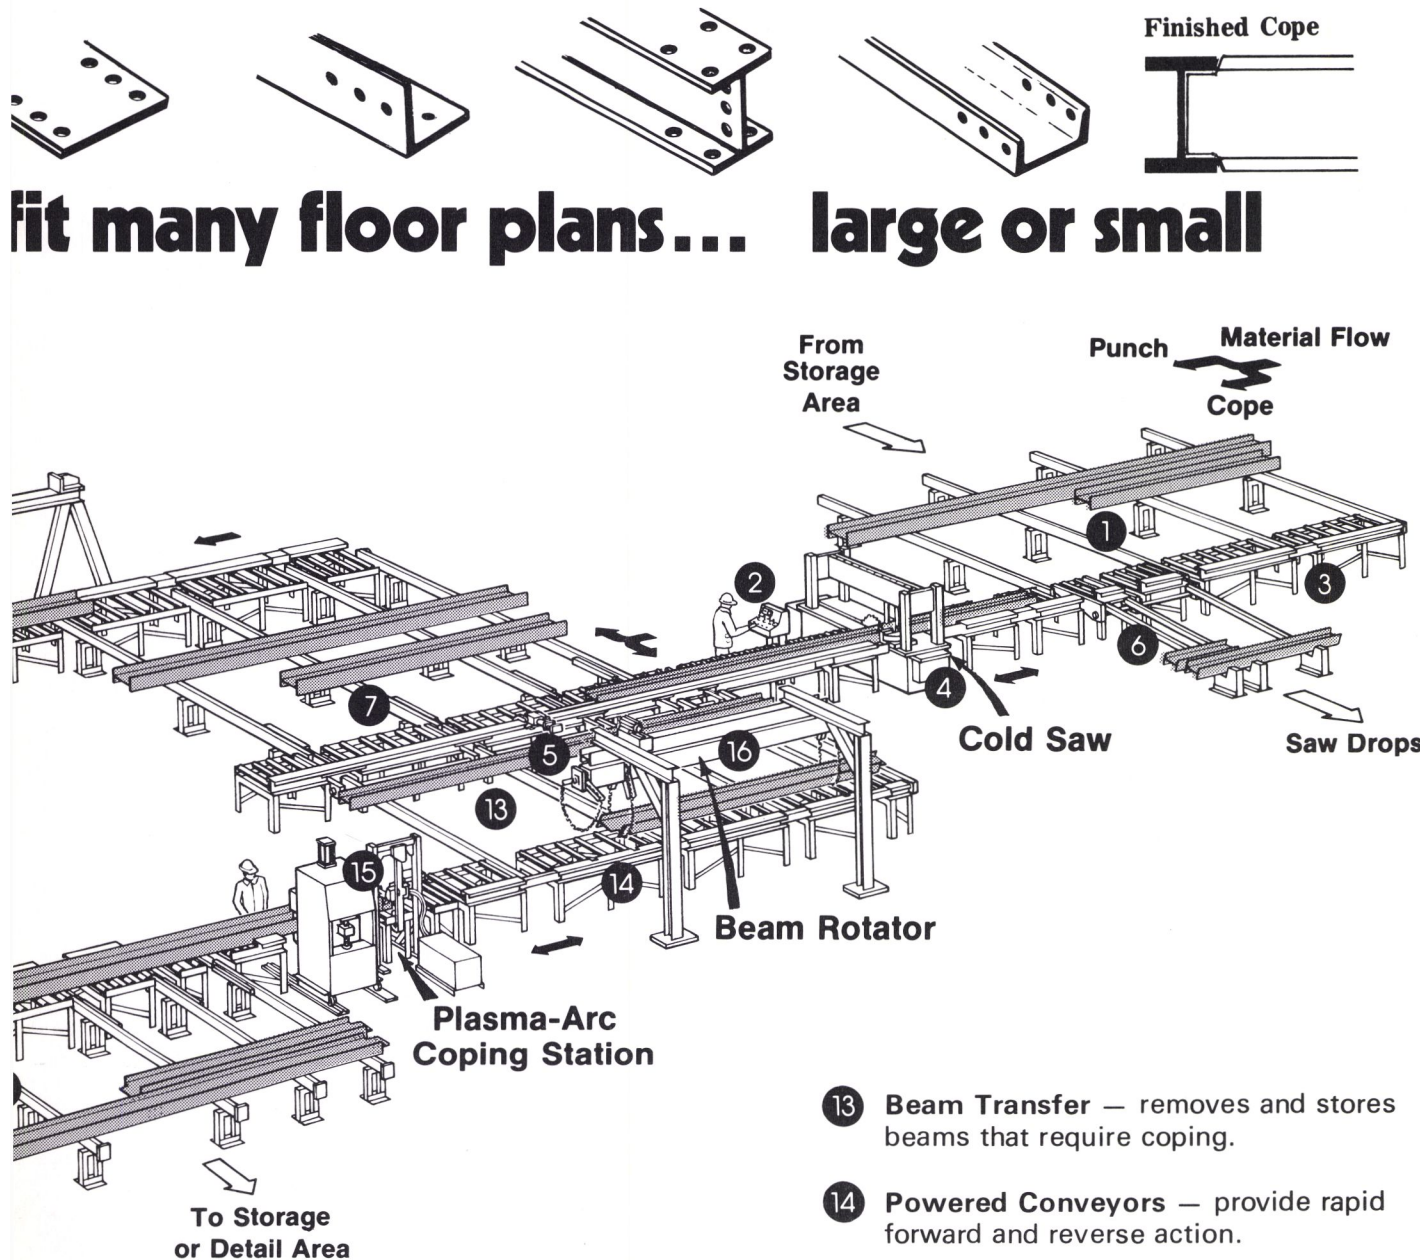 Finished Cope
fit many floor plans... large or small
From
Storage
Area
Punch
Material Flow
Cope
1
2
3
6
4
7
5
16
Cold Saw
Saw Drops
13
15
14
Beam Rotator
Plasma-Arc
Coping Station
13 Beam Transfer — removes and stores
beams that require coping.
14 Powered Conveyors — provide rapid
forward and reverse action.
To Storage
or Detail Area